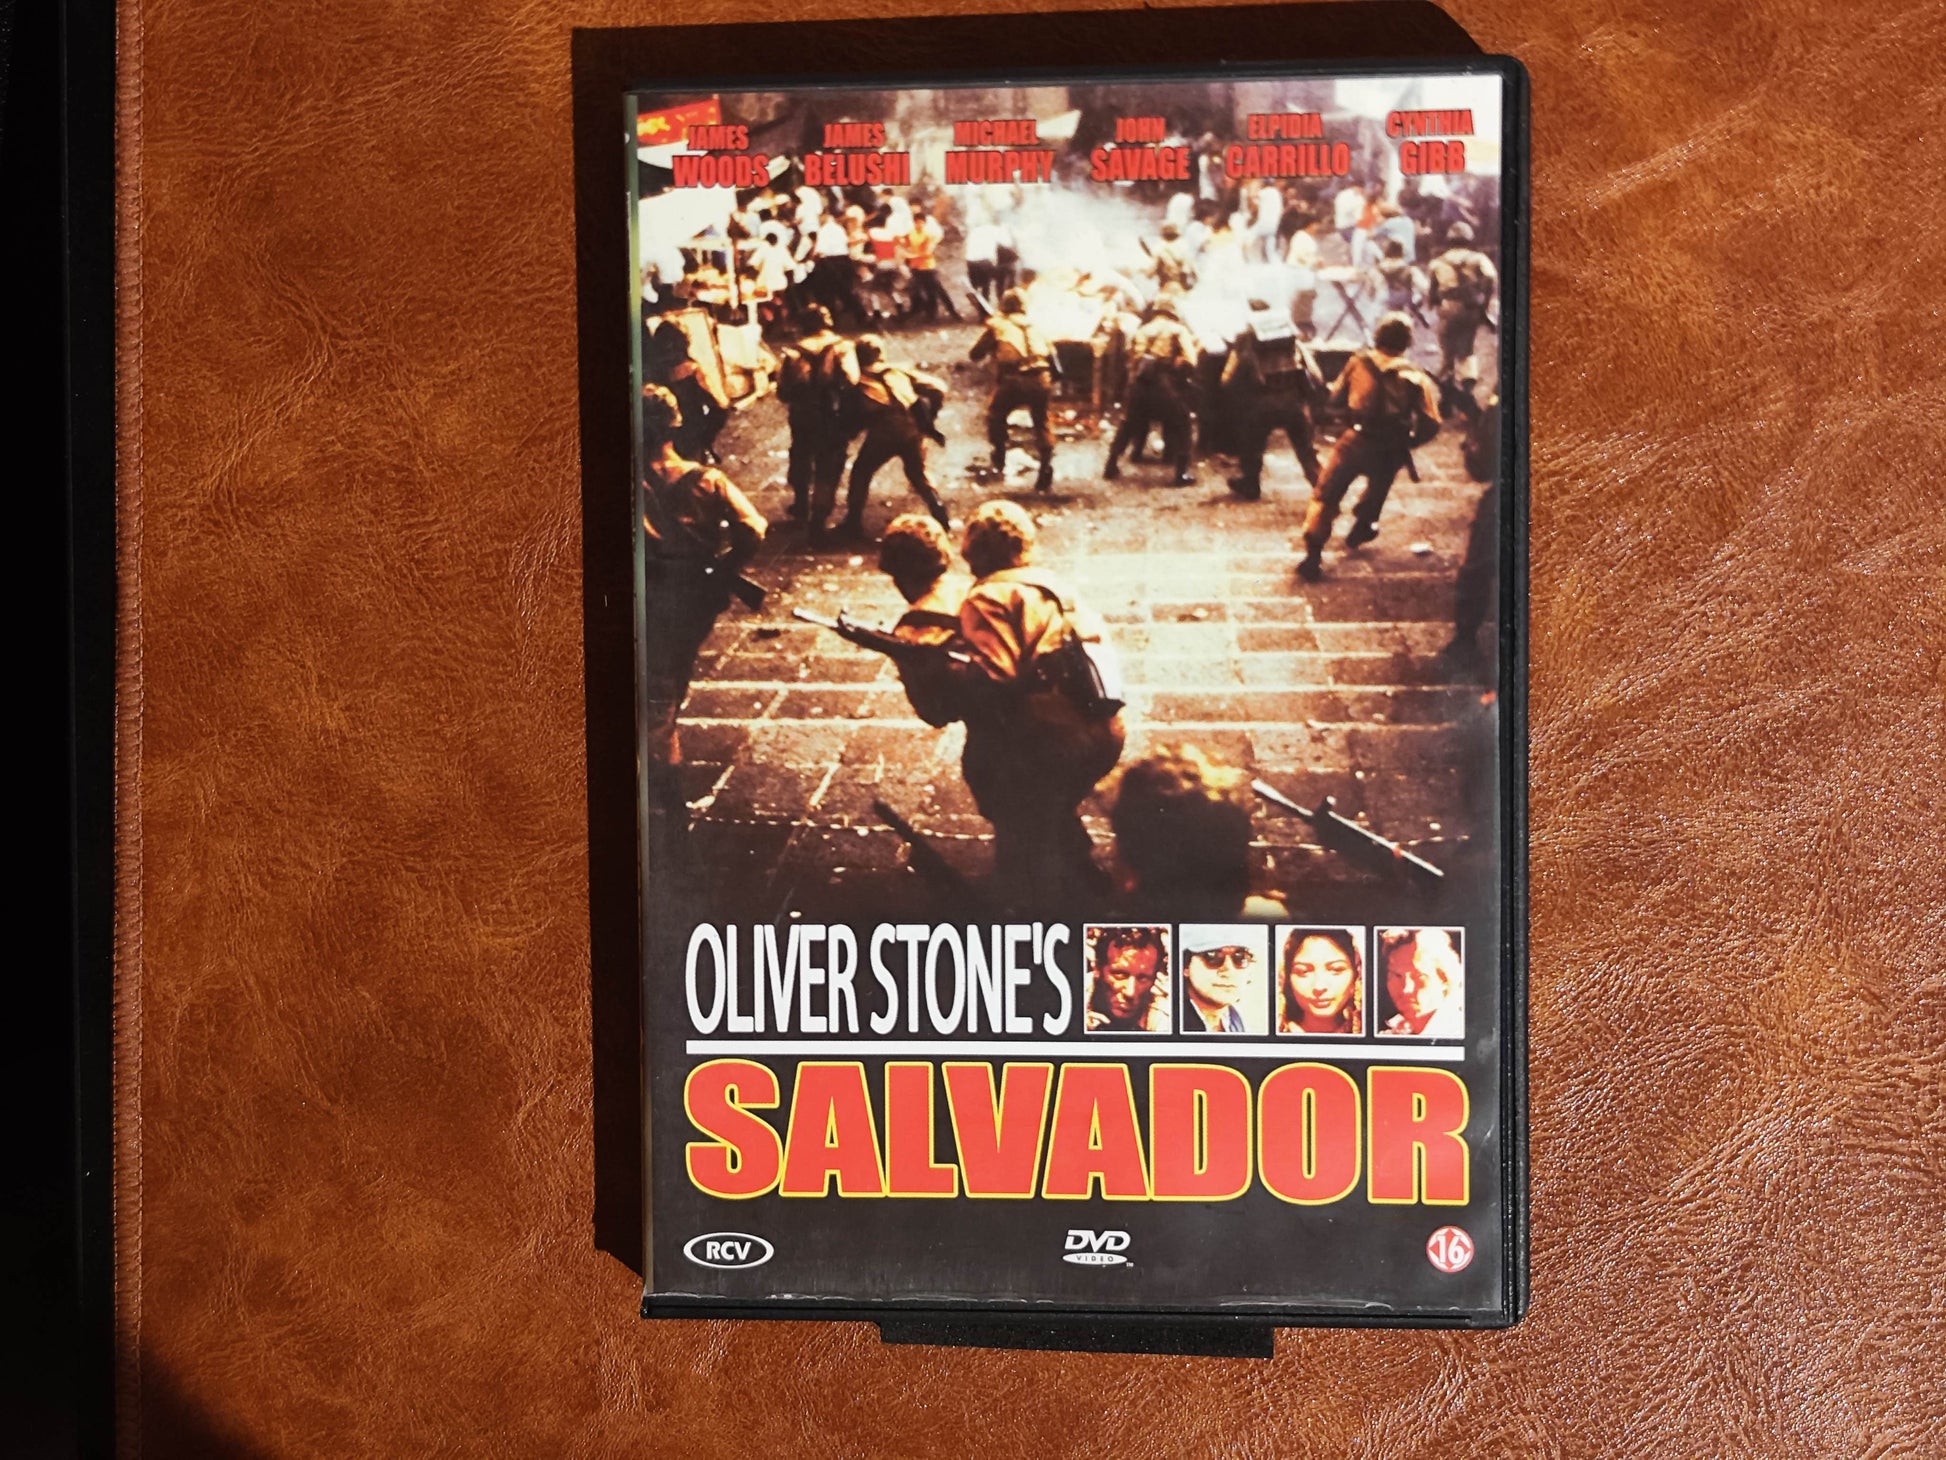 JAMES WOODS
JAMES BELUSHI
MICHAEL MURPHY
JOHN SAVAGE
ELPIDIA CARRILLO
CYNTHIA GIBB
OLIVER STONE'S
SALVADOR
RCV
DVD
VIDEO
16